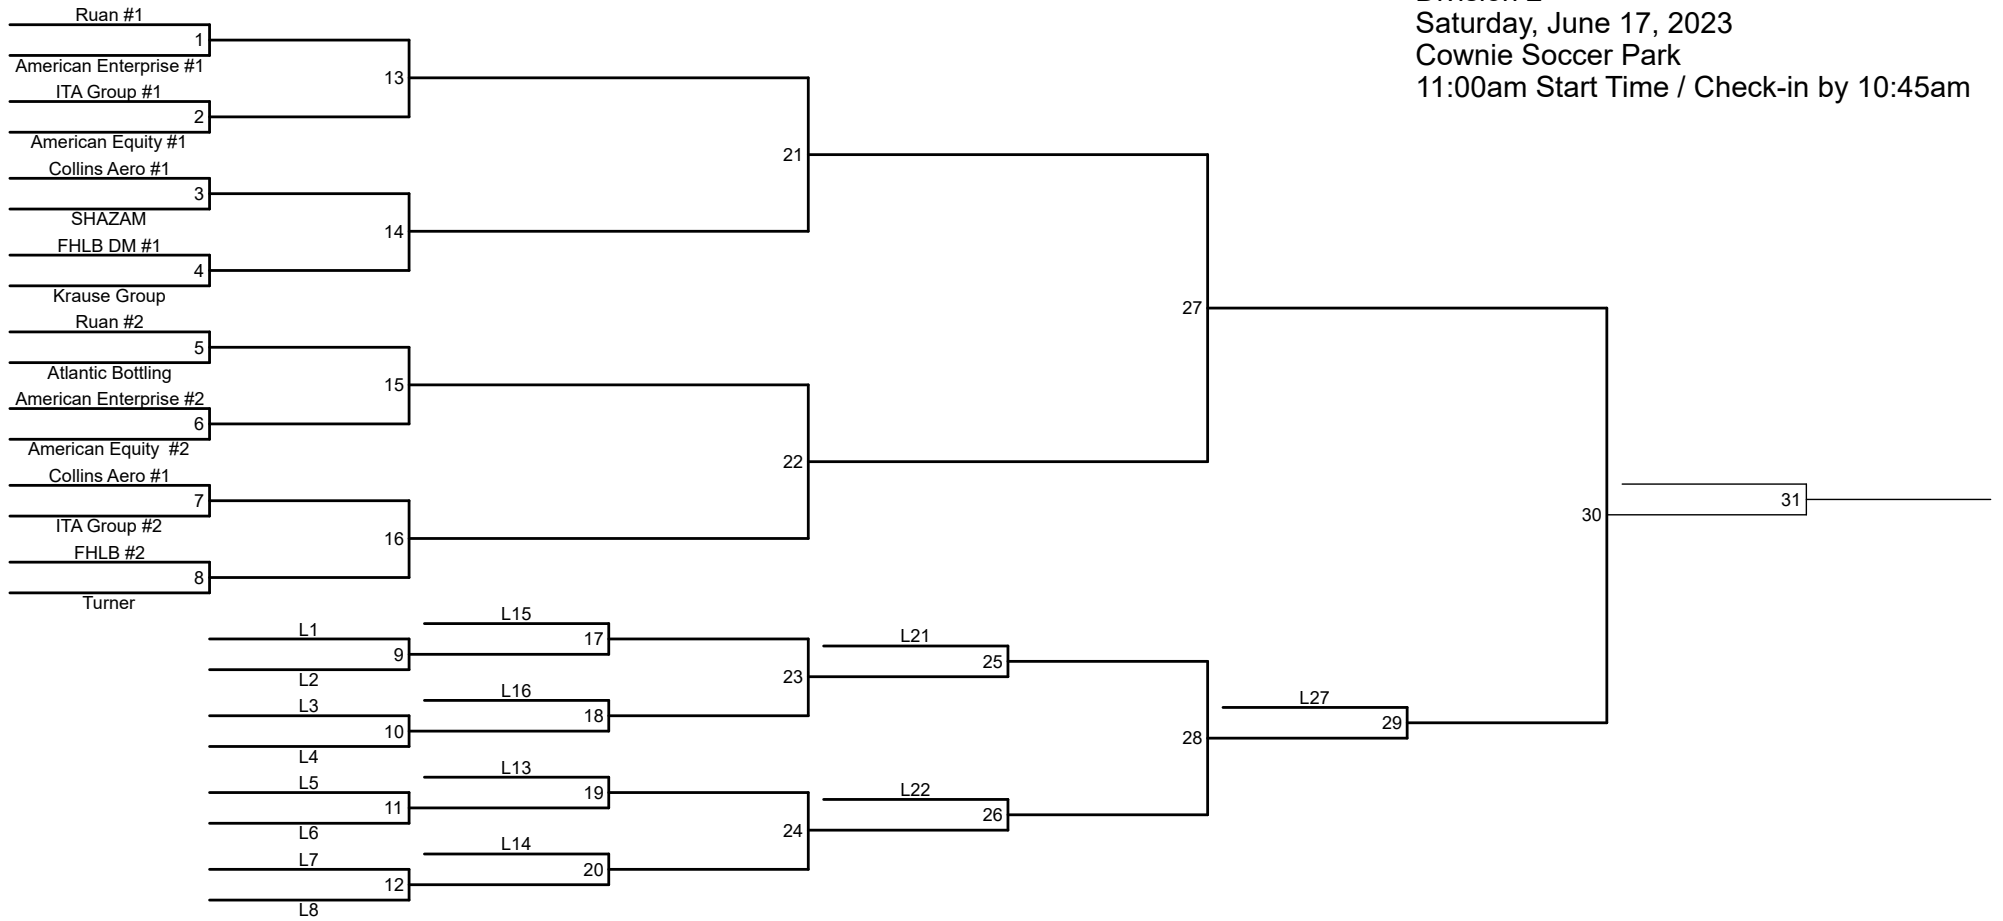 Saturday, June 17, 2023
Cownie Soccer Park
11:00am Start Time / Check-in by 10:45am
Ruan #1
1
American Enterprise #1
13
ITA Group #1
2
American Equity #1
21
Collins Aero #1
3
SHAZAM
14
FHLB DM #1
4
Krause Group
27
Ruan #2
5
Atlantic Bottling
15
American Enterprise #2
6
American Equity  #2
22
Collins Aero #1
7
ITA Group #2
16
FHLB #2
8
Turner
30
31
L1
9
L2
L15
17
23
L21
25
L3
10
L4
L16
18
28
L27
29
L5
11
L6
L13
19
24
L22
26
L7
12
L8
L14
20